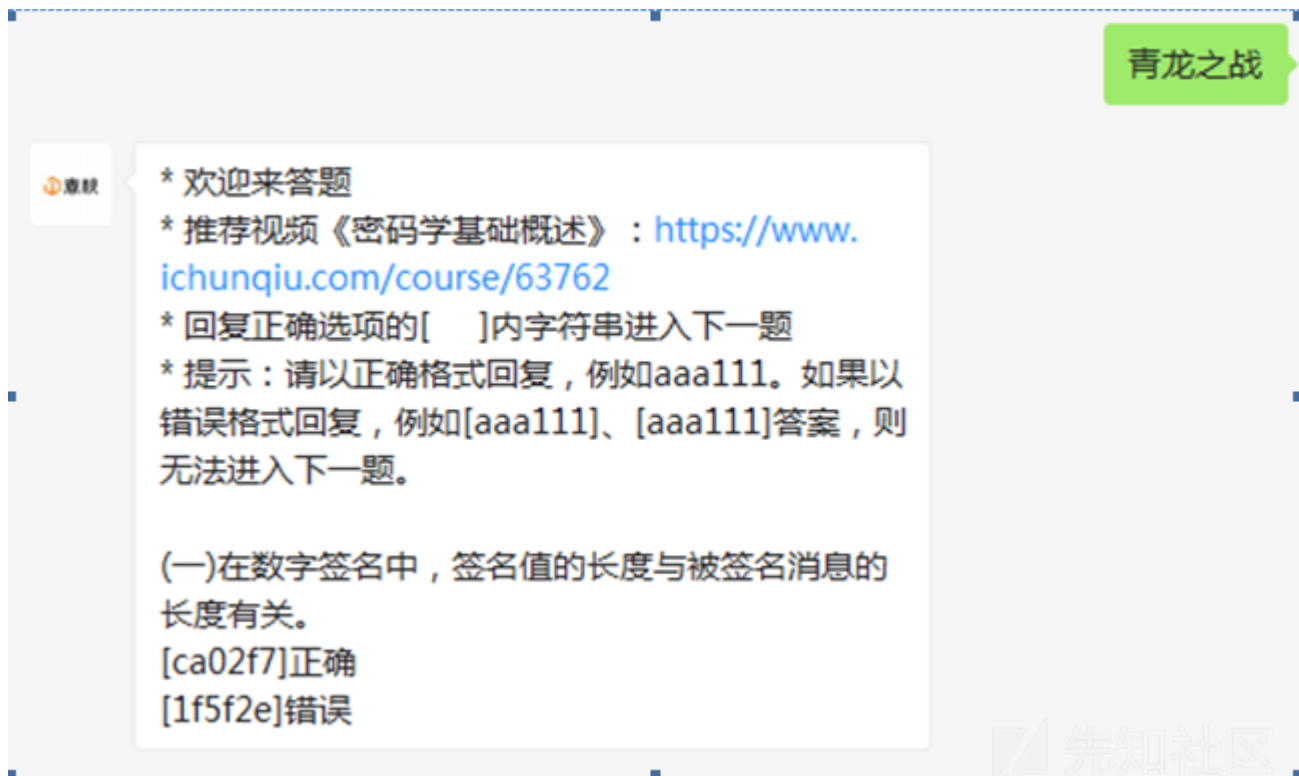 青龙之战
* 欢迎来答题
* 推荐视频《密码学基础概述》：https://www.
ichunqiu.com/course/63762
* 回复正确选项的[    ]内字符串进入下一题
* 提示：请以正确格式回复，例如aaa111。如果以
错误格式回复，例如[aaa111]、[aaa111]答案，则
无法进入下一题。
(一)在数字签名中，签名值的长度与被签名消息的
长度有关。
[ca02f7]正确
[1f5f2e]错误
先知社区